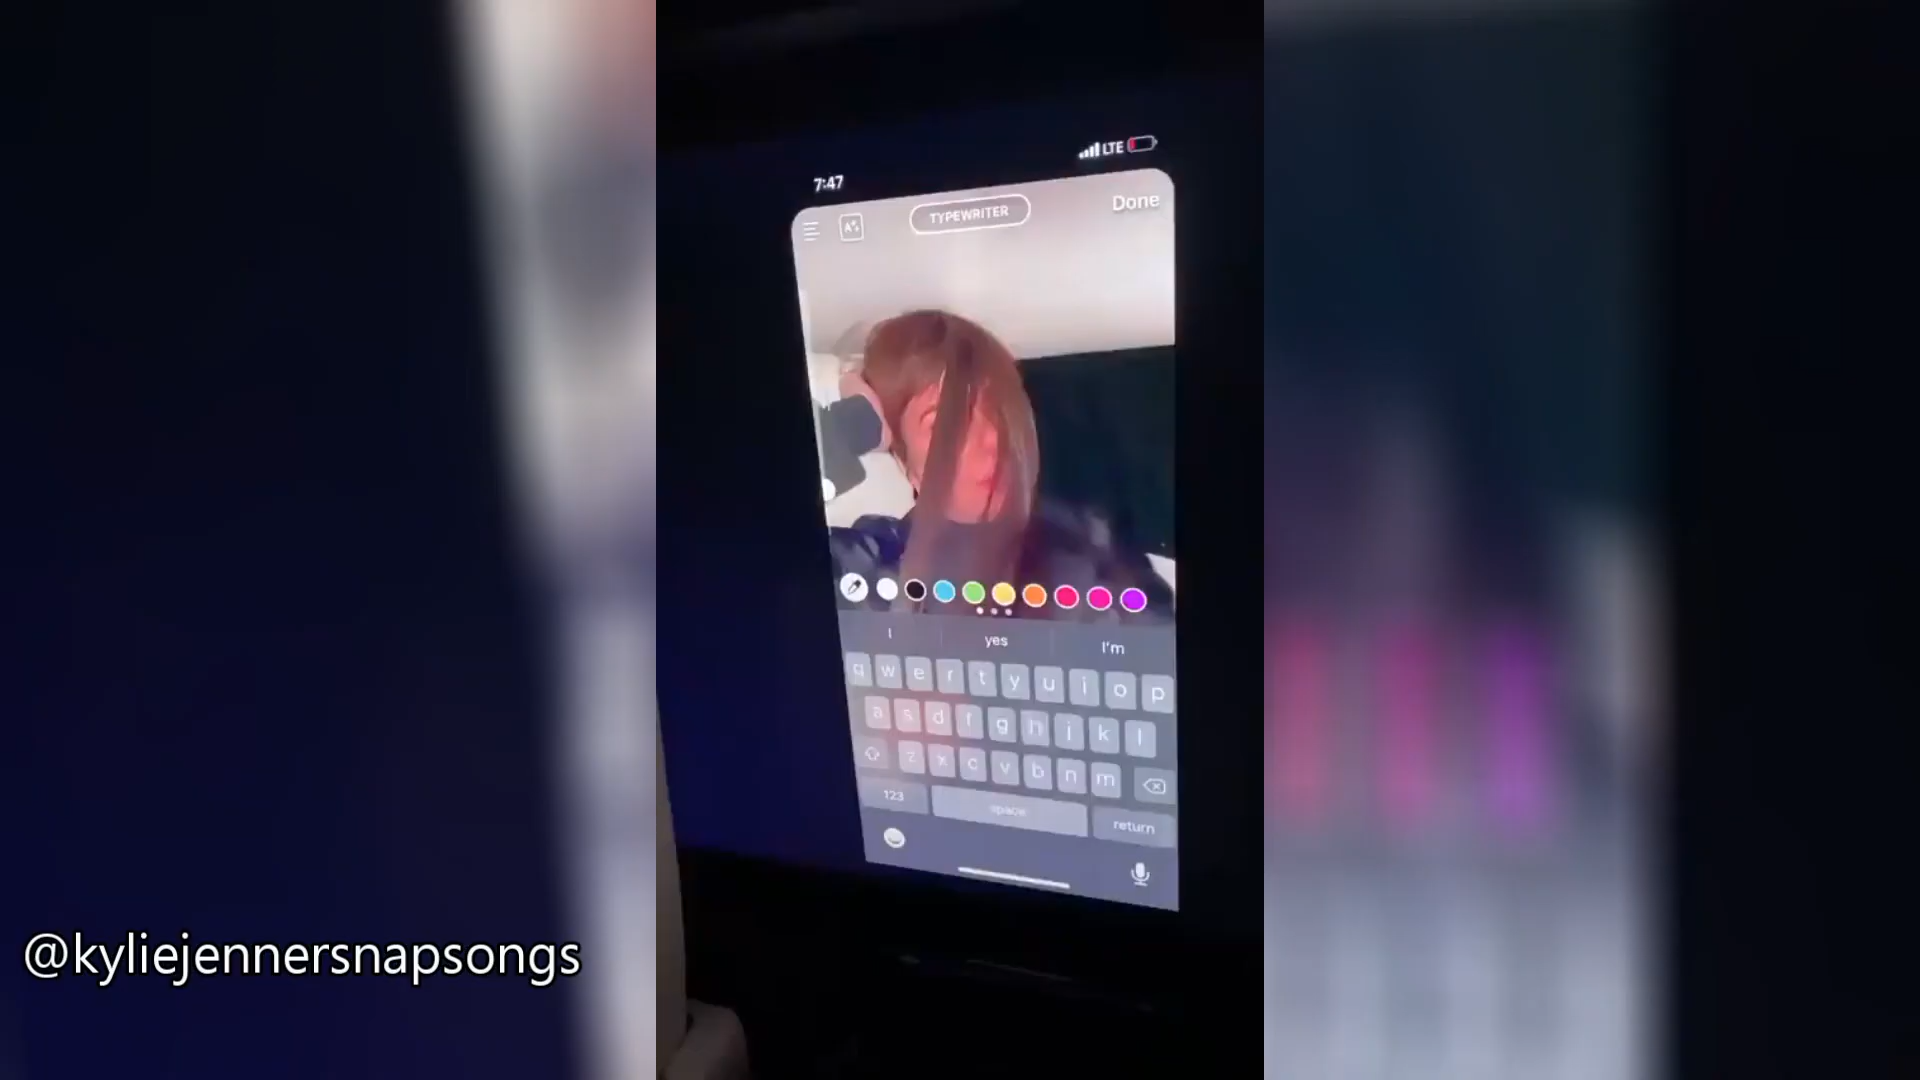 7:47
LTE
TYPEWRITER
Done
I
yes
I'm
q w e r t y u i o p
a s d f g h j k l
z x c v b n m
123
space
return
@kyliejennersnapsongs